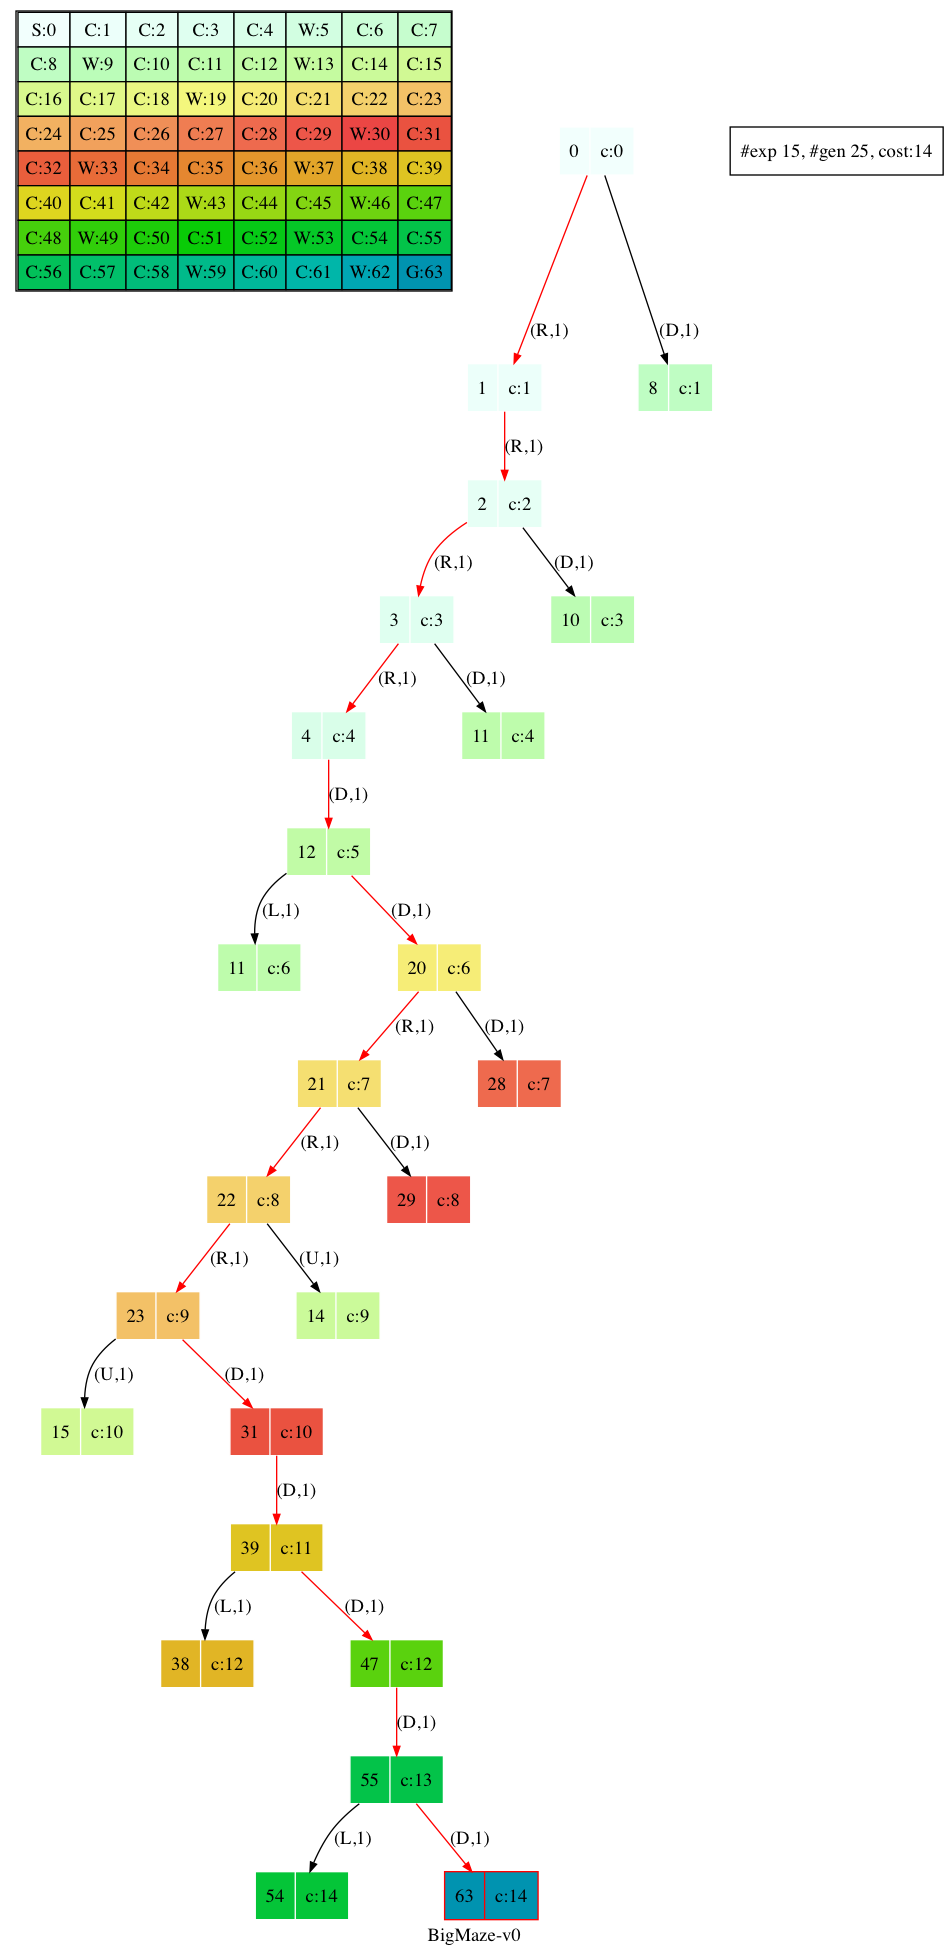 S:0 C:1 C:2 C:3 C:4 W:5 C:6 C:7
C:8 W:9 C:10 C:11 C:12 W:13 C:14 C:15
C:16 C:17 C:18 W:19 C:20 C:21 C:22 C:23
C:24 C:25 C:26 C:27 C:28 C:29 W:30 C:31
C:32 W:33 C:34 C:35 C:36 W:37 C:38 C:39
C:40 C:41 C:42 W:43 C:44 C:45 W:46 C:47
C:48 W:49 C:50 C:51 C:52 W:53 C:54 C:55
C:56 C:57 C:58 W:59 C:60 C:61 W:62 G:63
0 c:0
#exp 15, #gen 25, cost:14
(R,1) (D,1)
1 c:1 8 c:1
(R,1)
2 c:2
(R,1) (D,1)
3 c:3 10 c:3
(R,1) (D,1)
4 c:4 11 c:4
(D,1)
12 c:5
(L,1) (D,1)
11 c:6 20 c:6
(R,1) (D,1)
21 c:7 28 c:7
(R,1) (D,1)
22 c:8 29 c:8
(R,1) (U,1)
23 c:9 14 c:9
(U,1) (D,1)
15 c:10 31 c:10
(D,1)
39 c:11
(L,1) (D,1)
38 c:12 47 c:12
(D,1)
55 c:13
(L,1) (D,1)
54 c:14 63 c:14
BigMaze-v0